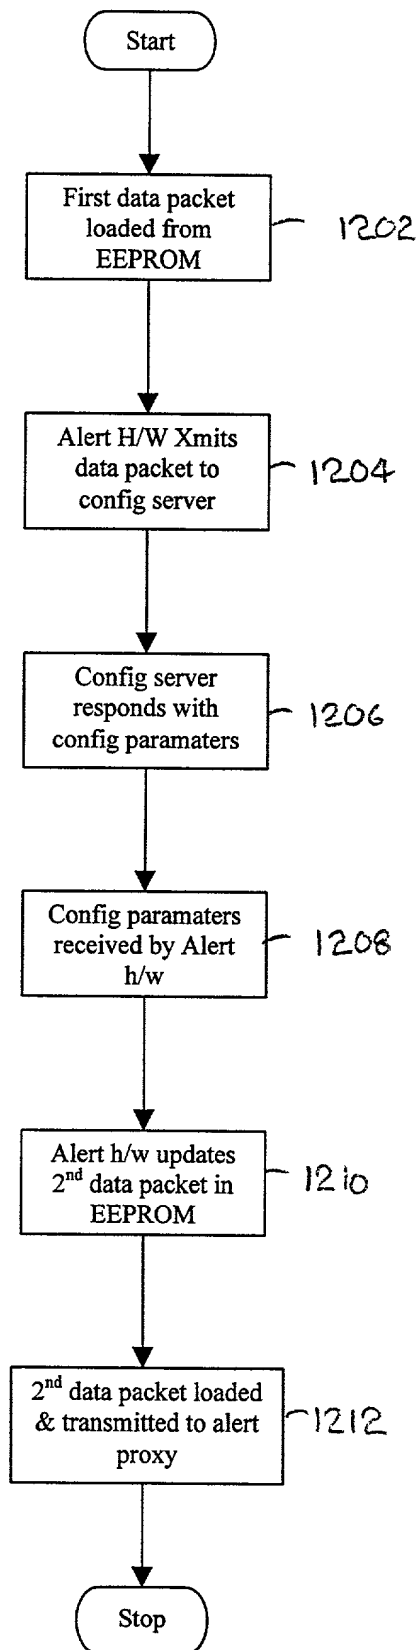 Start
First data packet
loaded from
EEPROM
1202
Alert H/W Xmits
data packet to
config server
1204
Config server
responds with
config paramaters
1206
Config paramaters
received by Alert
h/w
1208
Alert h/w updates
2nd data packet in
EEPROM
1210
2nd data packet loaded
& transmitted to alert
proxy
1212
Stop